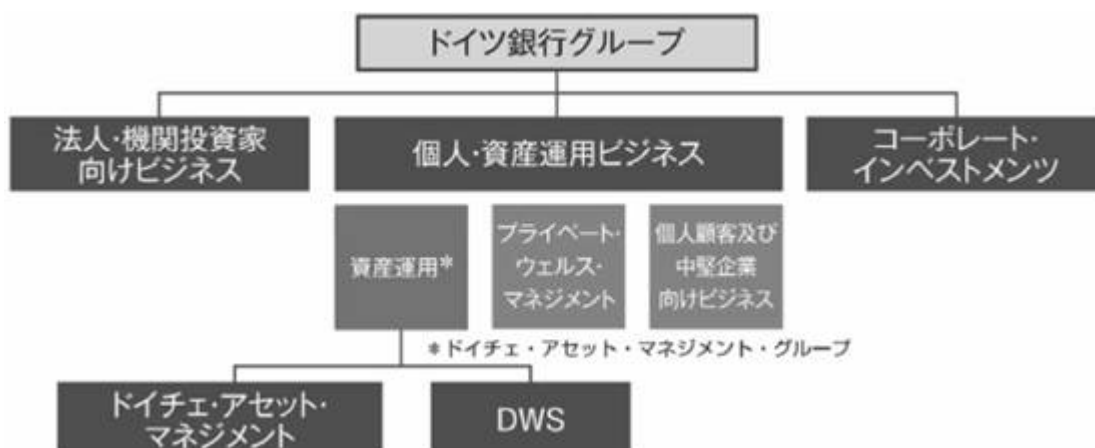 ドイツ銀行グループ
法人・機関投資家
向けビジネス
個人・資産運用ビジネス
コーポレート・
インベストメンツ
資産運用*
プライベート・
ウェルス・
マネジメント
個人顧客及び
中堅企業
向けビジネス
*ドイチェ・アセット・マネジメント・グループ
ドイチェ・アセット・
マネジメント
DWS